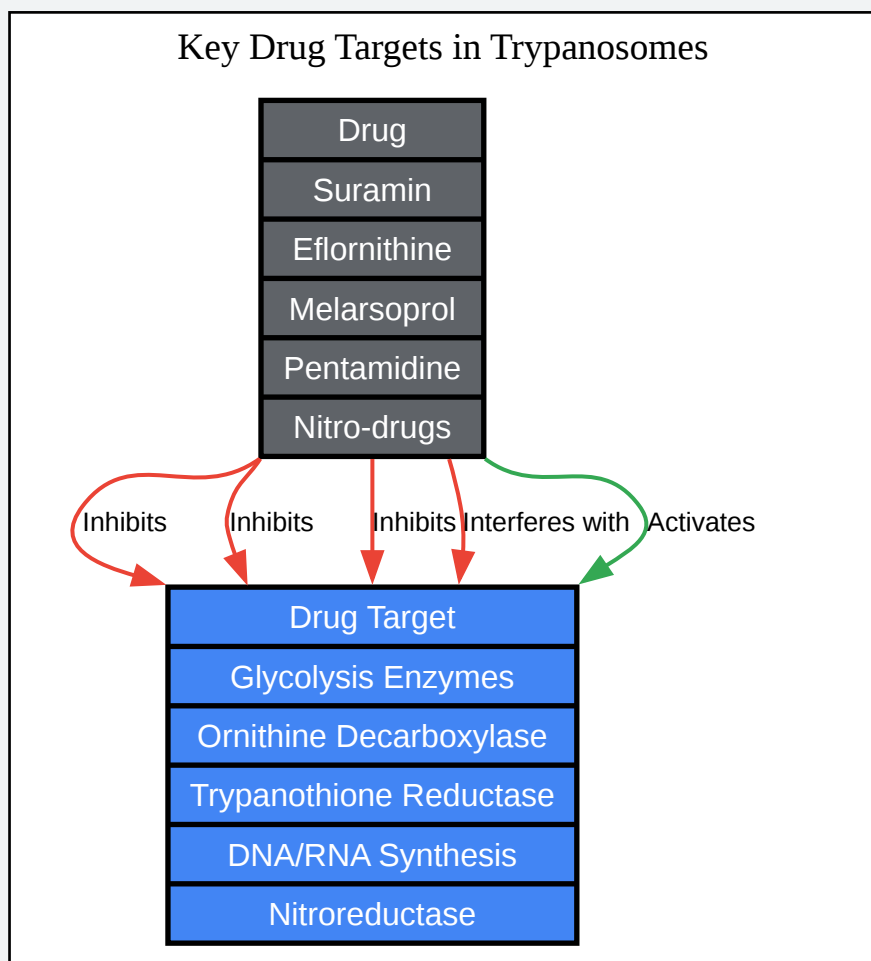 Key Drug Targets in Trypanosomes
Drug
Suramin
Eflornithine
Melarsoprol
Pentamidine
Nitro-drugs
Inhibits Inhibits Inhibits Interferes with Activates
Drug Target
Glycolysis Enzymes
Ornithine Decarboxylase
Trypanothione Reductase
DNA/RNA Synthesis
Nitroreductase